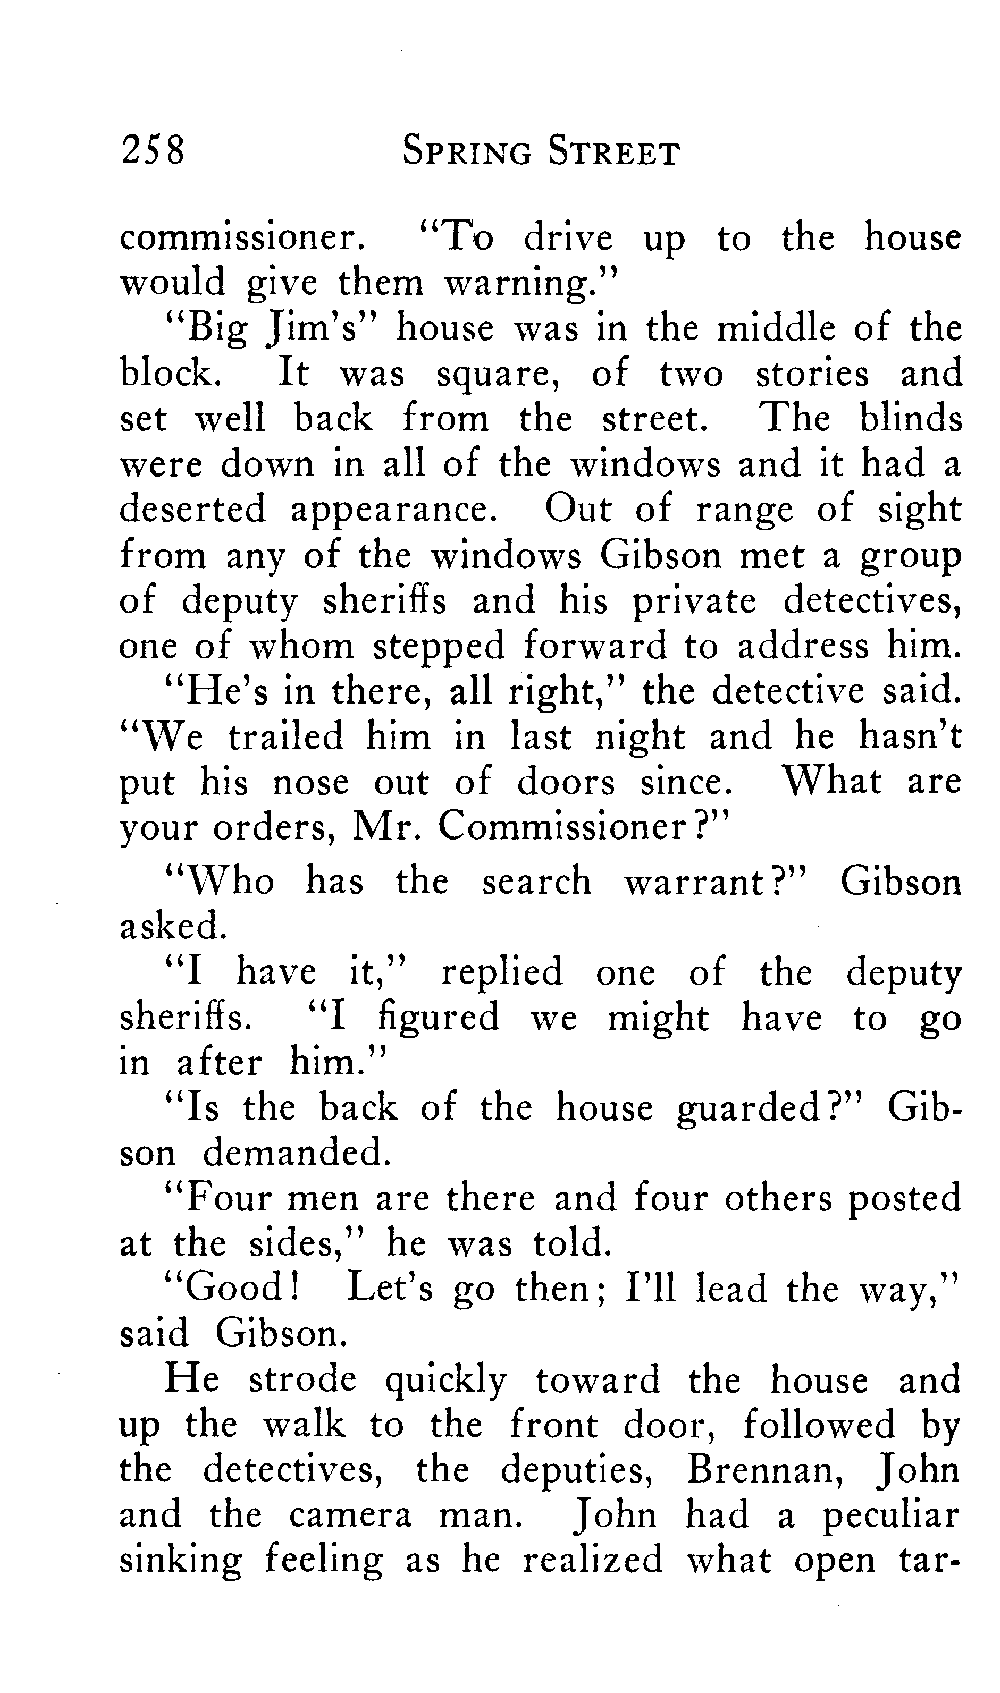 258 SPRING STREET
commissioner. "To drive up to the house
would give them warning."
"Big Jim's" house was in the middle of the
block. It was square, of two stories and
set well back from the street. The blinds
were down in all of the windows and it had a
deserted appearance. Out of range of sight
from any of the windows Gibson met a group
of deputy sheriffs and his private detectives,
one of whom stepped forward to address him.
"He's in there, all right," the detective said.
"We trailed him in last night and he hasn't
put his nose out of doors since. What are
your orders, Mr. Commissioner?"
"Who has the search warrant?" Gibson
asked.
"I have it," replied one of the deputy
sheriffs. "I figured we might have to go
in after him."
"Is the back of the house guarded?" Gib-
son demanded.
"Four men are there and four others posted
at the sides," he was told.
"Good! Let's go then; I'll lead the way,"
said Gibson.
He strode quickly toward the house and
up the walk to the front door, followed by
the detectives, the deputies, Brennan, John
and the camera man. John had a peculiar
sinking feeling as he realized what open tar-